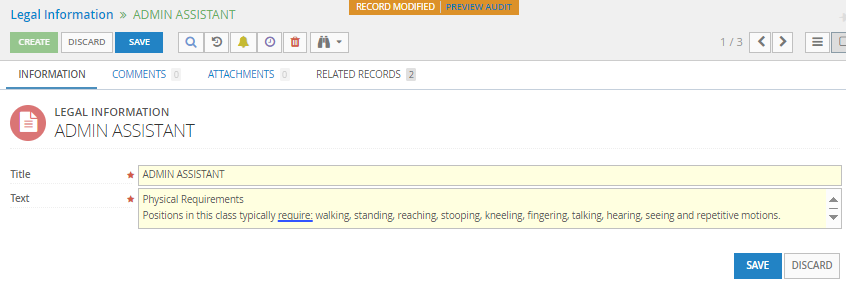 RECORD MODIFIED | PREVIEW AUDIT
Legal Information » ADMIN ASSISTANT
CREATE DISCARD SAVE 1 / 3
INFORMATION COMMENTS 0 ATTACHMENTS 0 RELATED RECORDS 2
LEGAL INFORMATION
ADMIN ASSISTANT
Title ADMIN ASSISTANT
Text Physical Requirements
Positions in this class typically require: walking, standing, reaching, stooping, kneeling, fingering, talking, hearing, seeing and repetitive motions.
SAVE DISCARD